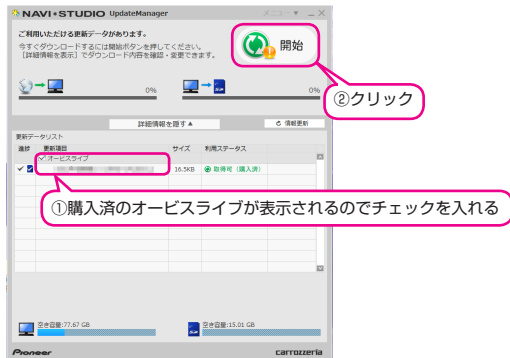 NAVI*STUDIO UpdateManager
メニュー ▼ _ ×
ご利用いただける更新データがあります。
今すぐダウンロードするには開始ボタンを押してください。
[詳細情報を表示] でダウンロード内容を確認・変更できます。
開始
②クリック
0%
0%
詳細情報を隠す▲
情報更新
更新データリスト
進捗 更新項目 サイズ 利用ステータス
オービスライブ
16.5KB 取得可（購入済）
①購入済のオービスライブが表示されるのでチェックを入れる
空き容量:77.67 GB
空き容量:15.01 GB
Pioneer
carrozzeria